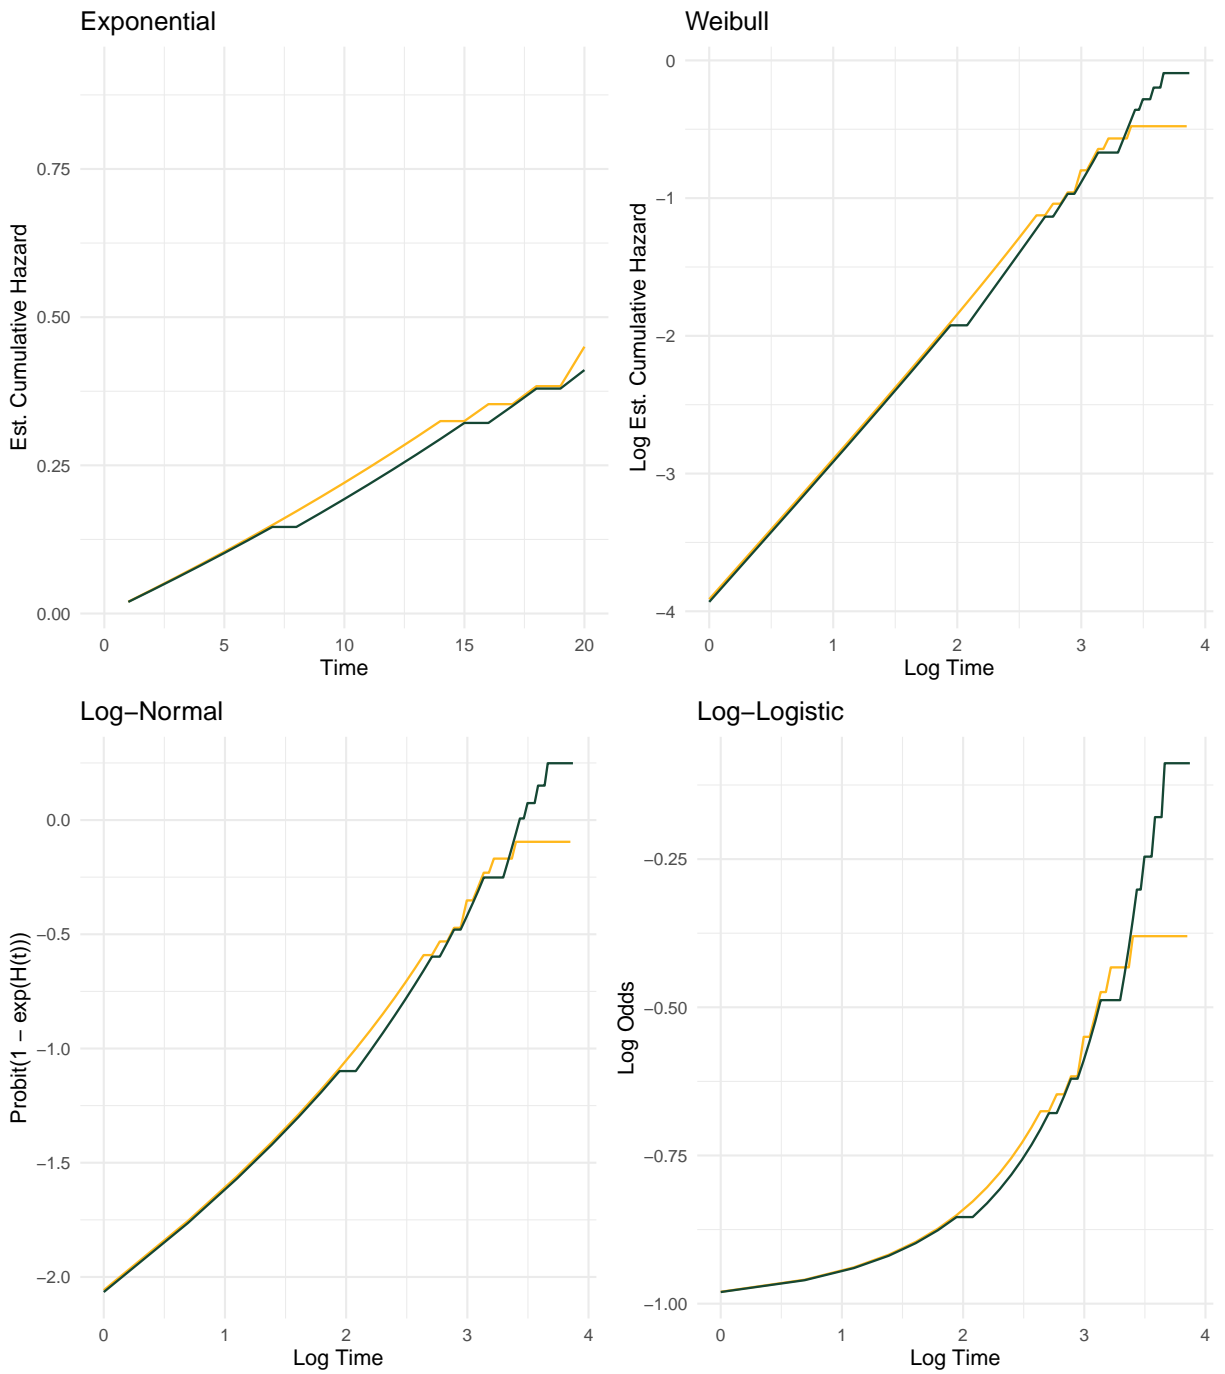 Exponential
Est. Cumulative Hazard
0.75
0.50
0.25
0.00
0 5 10 15 20
Time
Weibull
Log Est. Cumulative Hazard
0
−1
−2
−3
−4
0 1 2 3 4
Log Time
Log−Normal
Probit(1 − exp(H(t)))
0.0
−0.5
−1.0
−1.5
−2.0
0 1 2 3 4
Log Time
Log−Logistic
Log Odds
−0.25
−0.50
−0.75
−1.00
0 1 2 3 4
Log Time